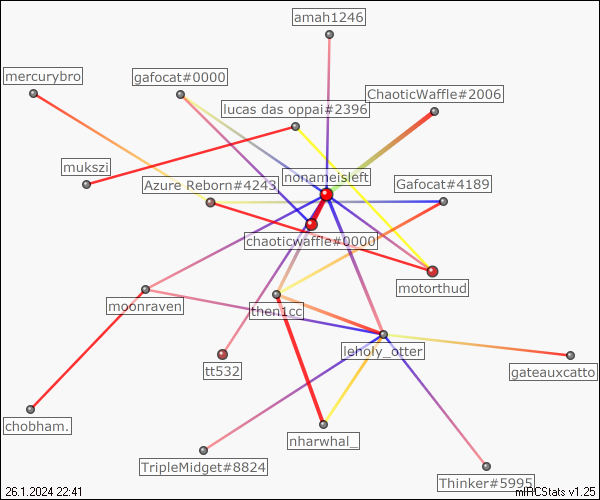 amah1246
mercurybro
gafocat#0000
ChaoticWaffle#2006
lucas das oppai#2396
mukszi
nonameisleft
Azure Reborn#4243
Gafocat#4189
chaoticwaffle#0000
motorthud
moonraven
then1cc
leholy_otter
tt532
gateauxcatto
chobham.
nharwhal_
TripleMidget#8824
Thinker#5995
26.1.2024 22:41
mIRCStats v1.25